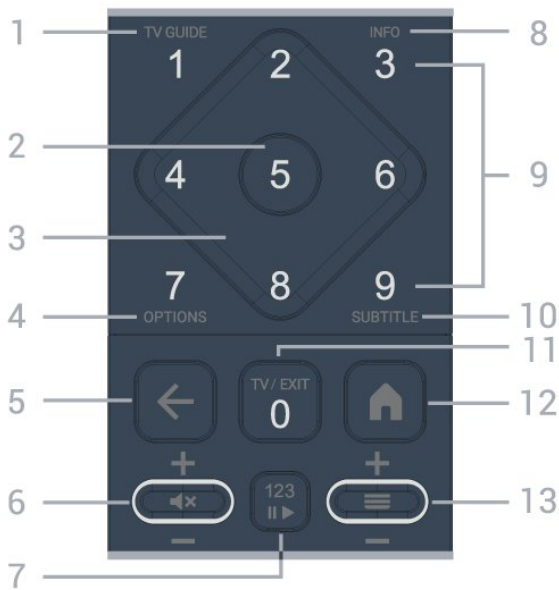 1 TV GUIDE INFO 8
1 2 3
2 4 5 6 9
3
7 8 9
4 OPTIONS SUBTITLE 10
11
5 TV / EXIT 12
0
+ +
6 123 13
− −
7